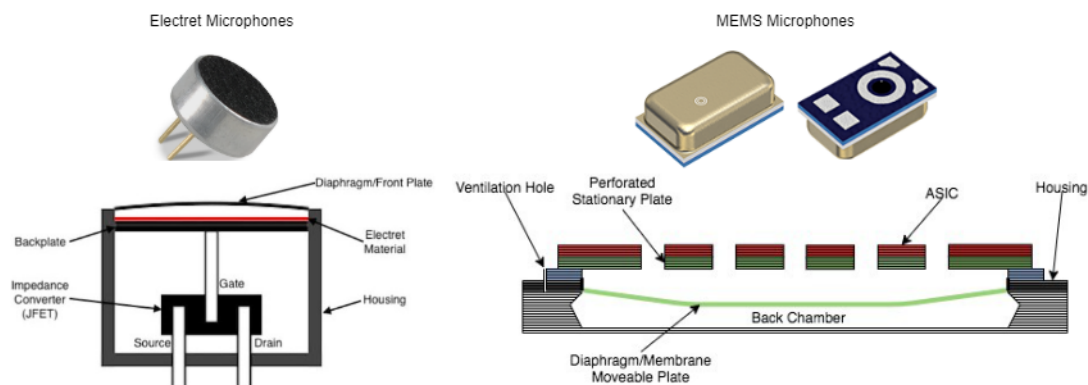 Electret Microphones
MEMS Microphones
Diaphragm/Front Plate
Backplate
Electret
Material
Gate
Impedance
Converter
(JFET)
Housing
Source
Drain
Ventilation Hole
Perforated
Stationary Plate
ASIC
Housing
Back Chamber
Diaphragm/Membrane
Moveable Plate